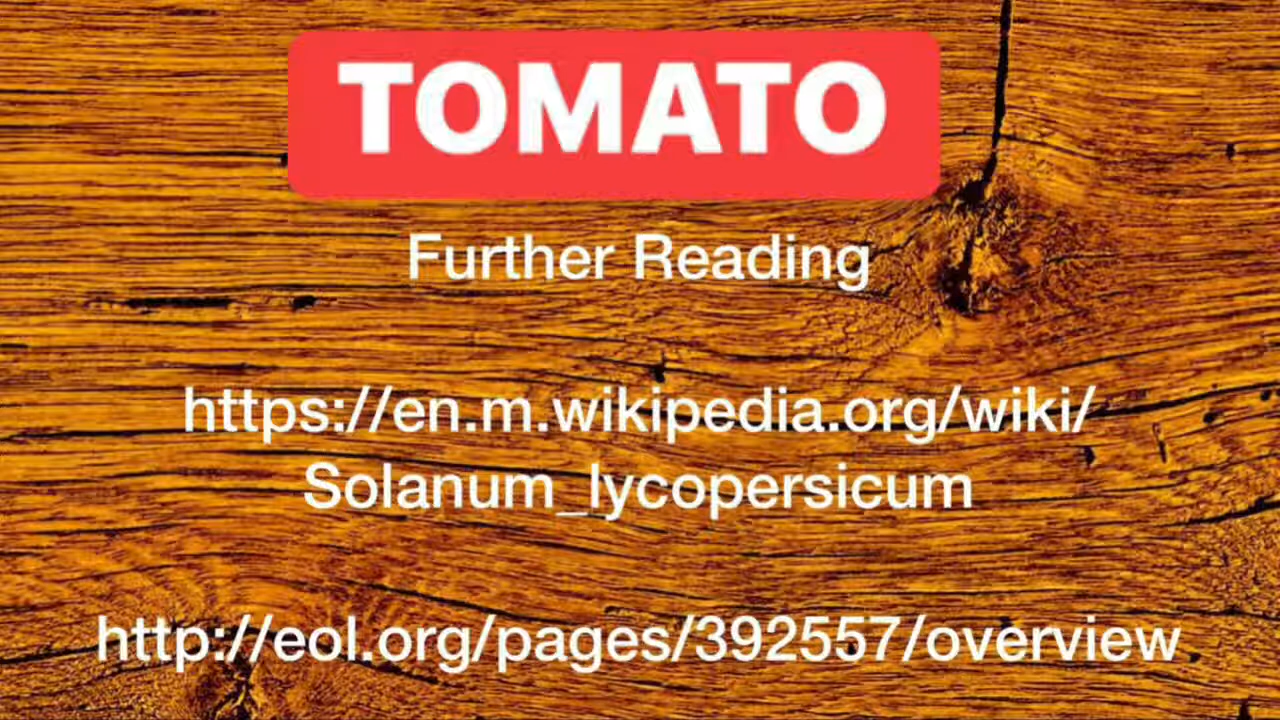 TOMATO
Further Reading
https://en.m.wikipedia.org/wiki/
Solanum_lycopersicum
http://eol.org/pages/392557/overview